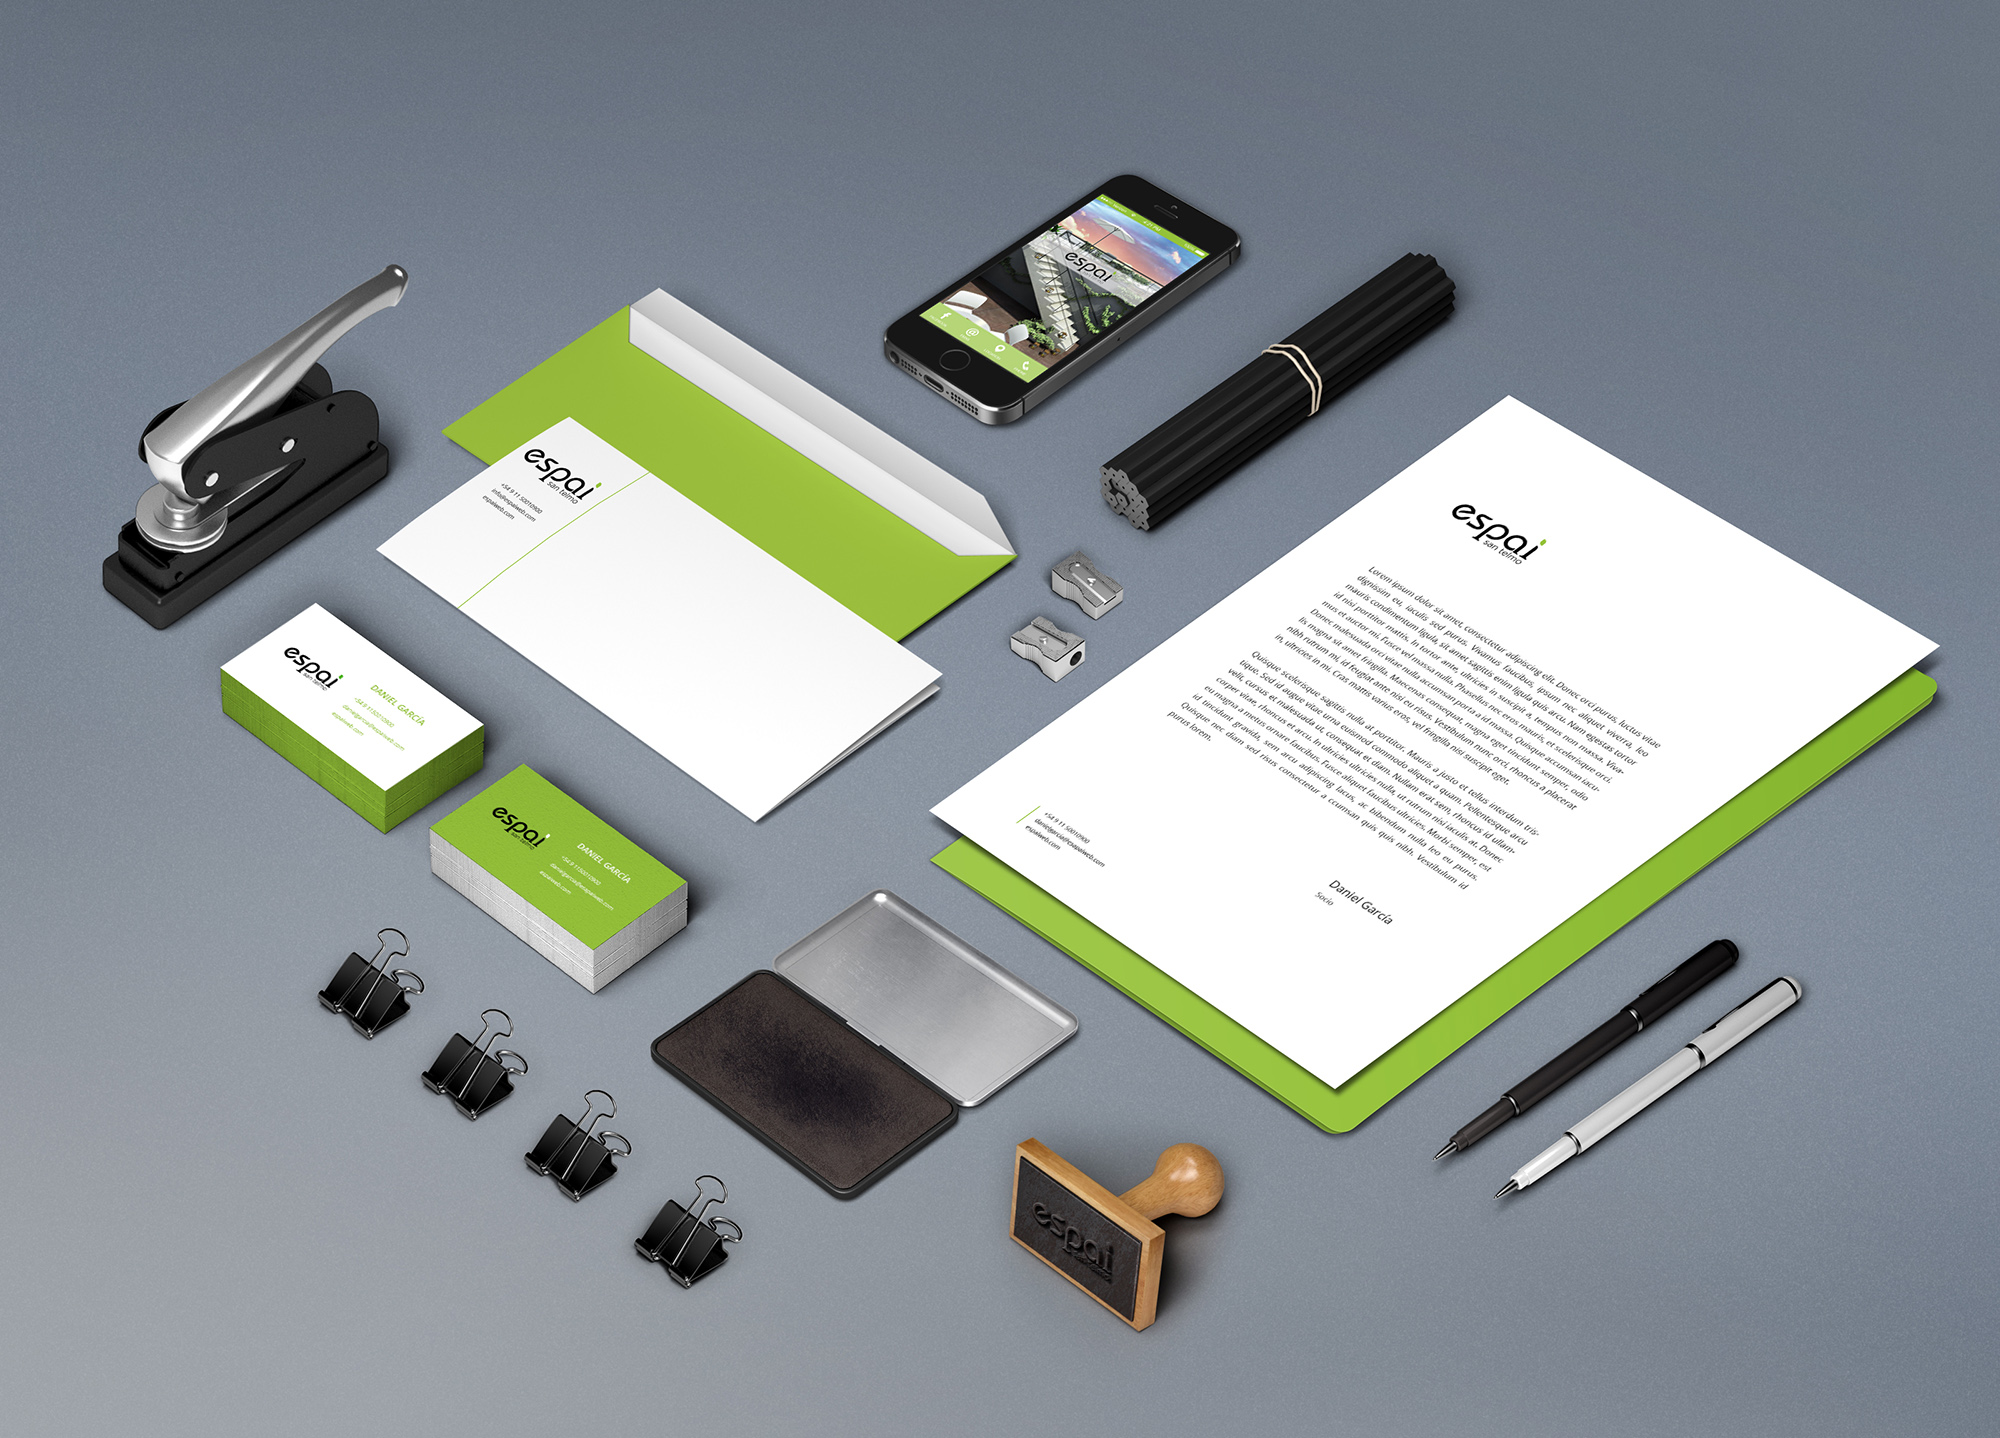 espai
espai
san telmo
+54 9 11 50010900
info@espaiweb.com
espaiweb.com
espai
san telmo
DANIEL GARCÍA
+54 9 1150010900
danielgarcia@espaiweb.com
espaiweb.com
espai
san telmo
DANIEL GARCÍA
+54 9 1150010900
danielgarcia@espaiweb.com
espaiweb.com
espai
san telmo
Lorem ipsum dolor sit amet, consectetur adipiscing elit. Donec orci purus, luctus vitae
dignissim eu, iaculis sed purus. Vivamus faucibus, ipsum nec aliquet viverra, leo
mauris condimentum ligula, sit amet sagittis enim ligula quis arcu. Nam egestas tortor
id nisi porttitor mattis. In tortor ante, ultricies in suscipit a, tempus non massa. Viva-
mus et auctor mi. Fusce vel massa nulla. Phasellus nec eros mauris, et scelerisque orci.
Donec malesuada orci vitae nulla accumsan porta a id massa. Quisque accumsan iacu-
lis magna sit amet fringilla. Maecenas consequat, magna eget tincidunt semper, odio
nibh rutrum mi, id feugiat ante nisi eu risus. Vestibulum nunc orci, rhoncus a placerat
in, ultricies in mi. Cras mattis varius eros, vel fringilla nisi suscipit eget.
Quisque scelerisque sagittis nulla at porttitor. Mauris a justo et tellus interdum tris-
tique. Sed id augue vitae urna euismod commodo aliquet a quam. Pellentesque arcu
velit, cursus et malesuada ut, consequat et diam. Nullam erat sem, rhoncus id ullam-
corper vitae, rhoncus et arcu. In ultricies ultricies nulla, ut rutrum nisi iaculis at. Donec
eu magna a metus ornare faucibus. Fusce aliquet faucibus ultricies. Morbi semper, est
id tincidunt gravida, sem arcu adipiscing lacus, ac bibendum nulla leo eu purus.
Quisque nec diam sed risus consectetur a ccumsan quis quis nibh. Vestibulum id
purus lorem.
Daniel García
Socio
+54 9 11 50010900
danielgarcia@espaiweb.com
espaiweb.com
espai